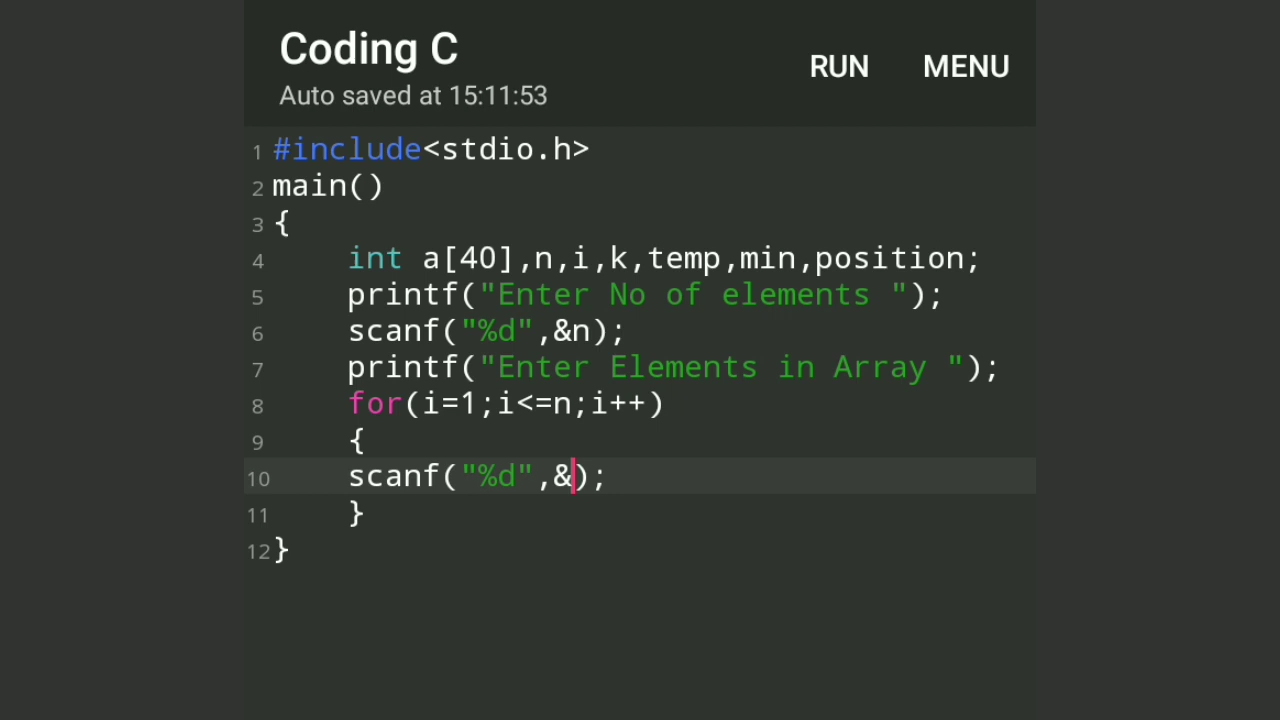 Coding C
Auto saved at 15:11:53
RUN
MENU
1 #include<stdio.h>
2 main()
3 {
4 int a[40],n,i,k,temp,min,position;
5 printf("Enter No of elements ");
6 scanf("%d",&n);
7 printf("Enter Elements in Array ");
8 for(i=1;i<=n;i++)
9 {
10 scanf("%d",&);
11 }
12 }